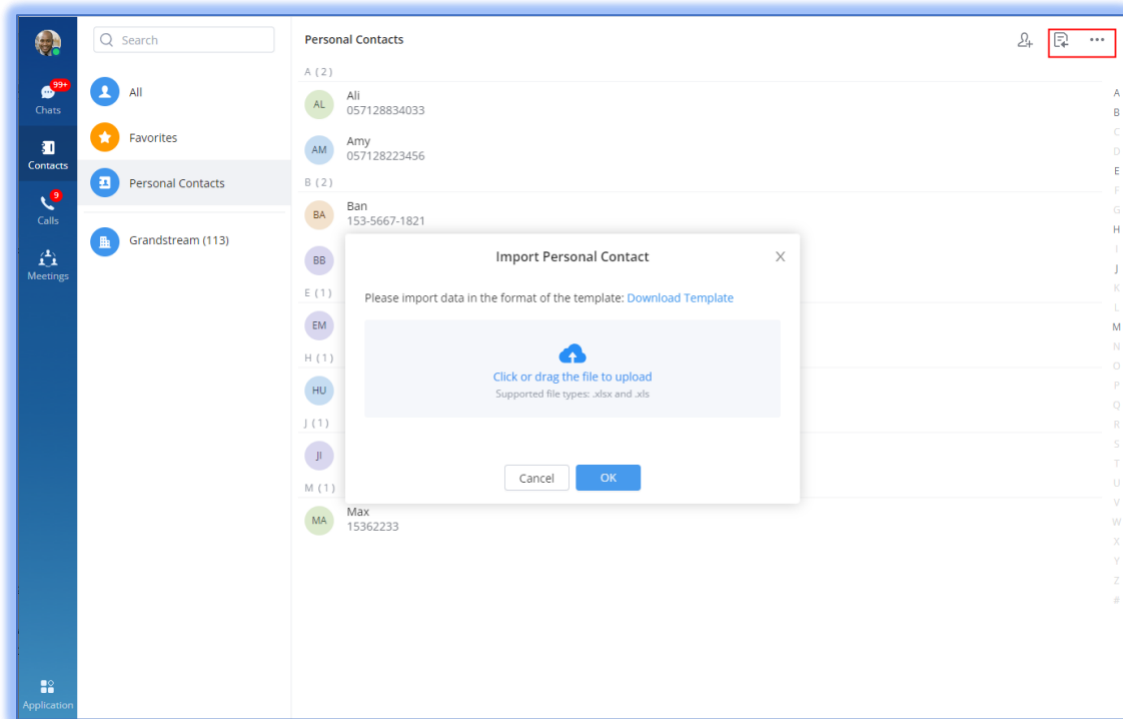 Search
Personal Contacts
99+
Chats
Contacts
9
Calls
Meetings
Application
All
Favorites
Personal Contacts
Grandstream (113)
A (2)
AL
Ali
057128834033
AM
Amy
057128223456
B (2)
BA
Ban
153-5667-1821
BB
E (1)
EM
H (1)
HU
J (1)
JI
M (1)
MA
Max
15362233
Import Personal Contact
Please import data in the format of the template: Download Template
Click or drag the file to upload
Supported file types: .xlsx and .xls
Cancel
OK
A
B
C
D
E
F
G
H
I
J
K
L
M
N
O
P
Q
R
S
T
U
V
W
X
Y
Z
#